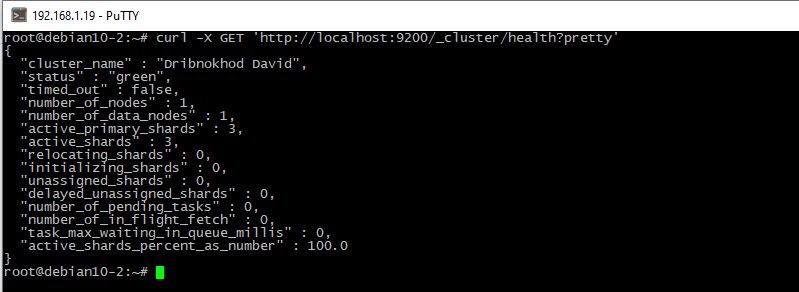 192.168.1.19 - PuTTY
root@debian10-2:~# curl -X GET 'http://localhost:9200/_cluster/health?pretty'
{
  "cluster_name" : "Dribnokhod David",
  "status" : "green",
  "timed_out" : false,
  "number_of_nodes" : 1,
  "number_of_data_nodes" : 1,
  "active_primary_shards" : 3,
  "active_shards" : 3,
  "relocating_shards" : 0,
  "initializing_shards" : 0,
  "unassigned_shards" : 0,
  "delayed_unassigned_shards" : 0,
  "number_of_pending_tasks" : 0,
  "number_of_in_flight_fetch" : 0,
  "task_max_waiting_in_queue_millis" : 0,
  "active_shards_percent_as_number" : 100.0
}
root@debian10-2:~#